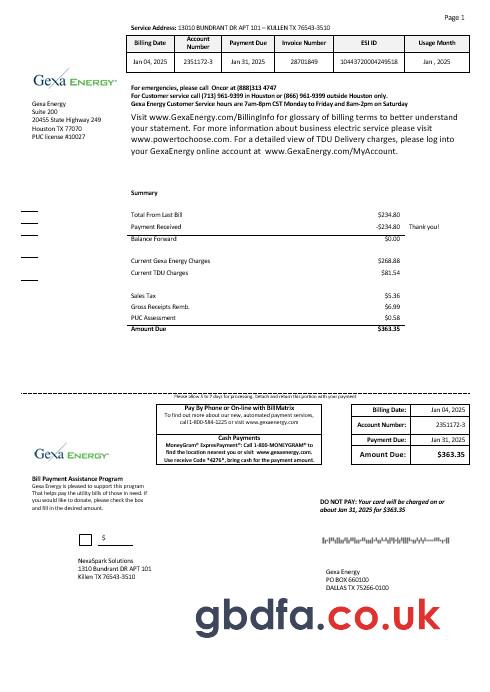 Page 1
Service Address: 13010 BUNDRANT DR APT 101 – KULLEN TX 76543-3510
Billing Date Account Number Payment Due Invoice Number ESI ID Usage Month
Jan 04, 2025 2351172-3 Jan 31, 2025 28701849 10443720004249518 Jan , 2025
Gexa ENERGY
For emergencies, please call Oncor at (888)313 4747
For Customer service call (713) 961-9399 in Houston or (866) 961-9399 outside Houston only.
Gexa Energy Customer Service hours are 7am-8pm CST Monday to Friday and 8am-2pm on Saturday
Gexa Energy
Suite 200
20455 State Highway 249
Houston TX 77070
PUC license #10027
Visit www.GexaEnergy.com/BillingInfo for glossary of billing terms to better understand
your statement. For more information about business electric service please visit
www.powertochoose.com. For a detailed view of TDU Delivery charges, please log into
your GexaEnergy online account at www.GexaEnergy.com/MyAccount.
Summary
Total From Last Bill $234.80
Payment Received -$234.80 Thank you!
Balance Forward $0.00
Current Gexa Energy Charges $268.88
Current TDU Charges $81.54
Sales Tax $5.36
Gross Receipts Remb. $6.99
PUC Assessment $0.58
Amount Due $363.35
Please allow 5 to 7 days for processing. Detach and return this portion with your payment
Pay By Phone or On-line with BillMatrix
To find out more about our new, automated payment services,
call 1-800-584-1225 or visit www.gexaenergy.com
Cash Payments
MoneyGram® ExpresPayment®: Call 1-800-MONEYGRAM® to
find the location nearest you or visit www.gexaenergy.com.
Use receive Code *4276*, bring cash for the payment amount.
Billing Date: Jan 04, 2025
Account Number: 2351172-3
Payment Due: Jan 31, 2025
Amount Due: $363.35
Gexa ENERGY
Bill Payment Assistance Program
Gexa Energy is pleased to support this program
That helps pay the utility bills of those in need. If
you would like to donate, please check the box
and fill in the desired amount.
DO NOT PAY: Your card will be charged on or
about Jan 31, 2025 for $363.35
$
NexaSpark Solutions
1310 Bundrant DR APT 101
Killen TX 76543-3510
Gexa Energy
PO BOX 660100
DALLAS TX 75266-0100
gbdfa.co.uk